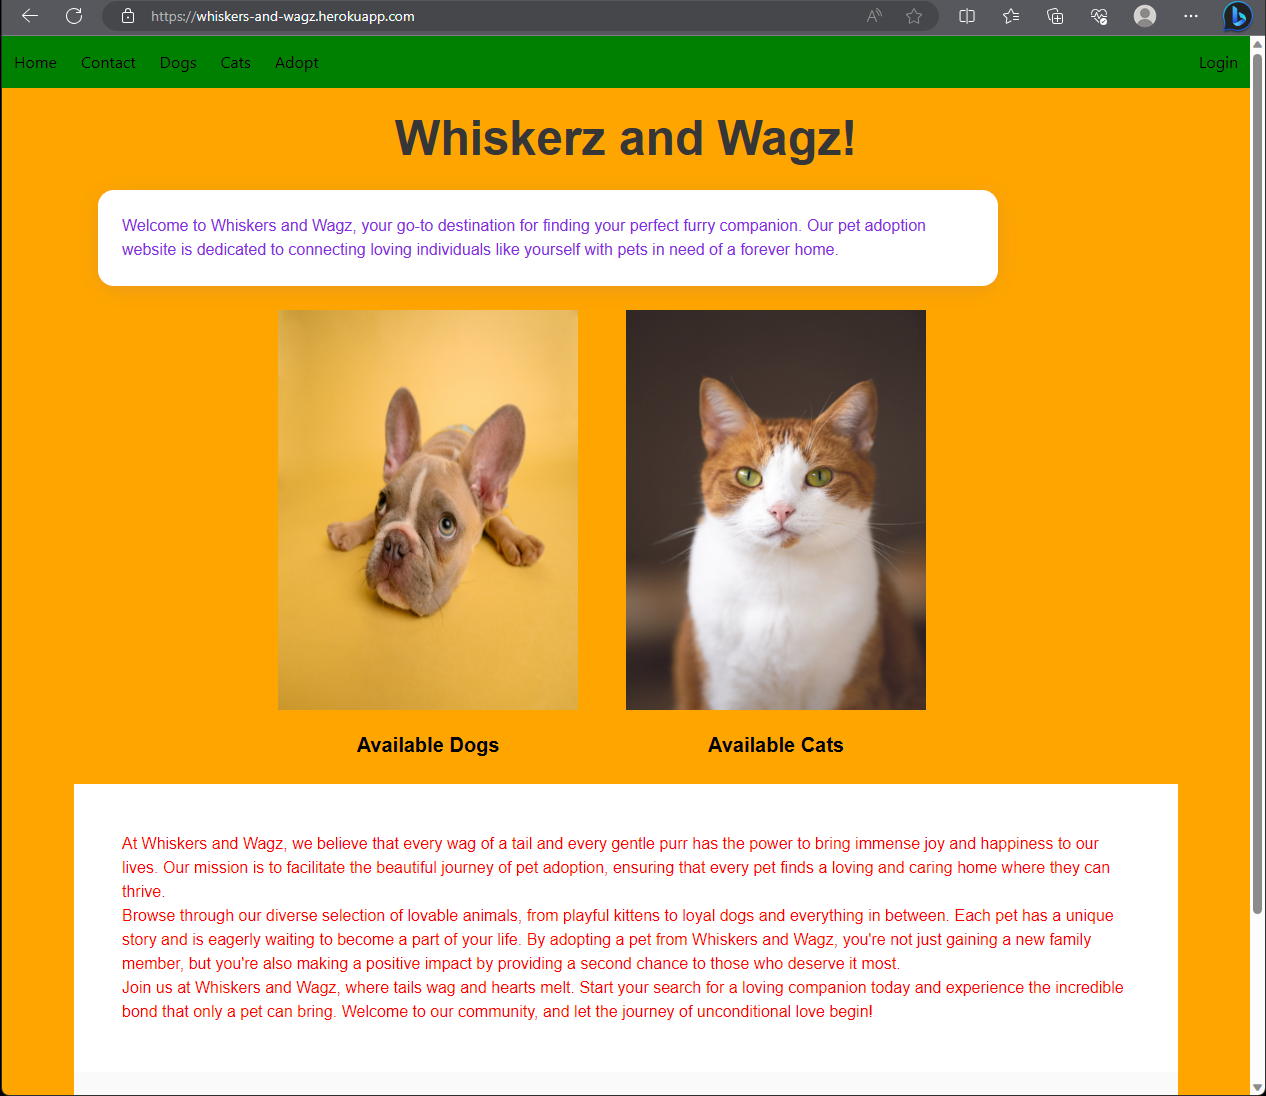 https://whiskers-and-wagz.herokuapp.com
Home Contact Dogs Cats Adopt Login
Whiskerz and Wagz!
Welcome to Whiskers and Wagz, your go-to destination for finding your perfect furry companion. Our pet adoption
website is dedicated to connecting loving individuals like yourself with pets in need of a forever home.
Available Dogs Available Cats
At Whiskers and Wagz, we believe that every wag of a tail and every gentle purr has the power to bring immense joy and happiness to our
lives. Our mission is to facilitate the beautiful journey of pet adoption, ensuring that every pet finds a loving and caring home where they can
thrive.
Browse through our diverse selection of lovable animals, from playful kittens to loyal dogs and everything in between. Each pet has a unique
story and is eagerly waiting to become a part of your life. By adopting a pet from Whiskers and Wagz, you're not just gaining a new family
member, but you're also making a positive impact by providing a second chance to those who deserve it most.
Join us at Whiskers and Wagz, where tails wag and hearts melt. Start your search for a loving companion today and experience the incredible
bond that only a pet can bring. Welcome to our community, and let the journey of unconditional love begin!